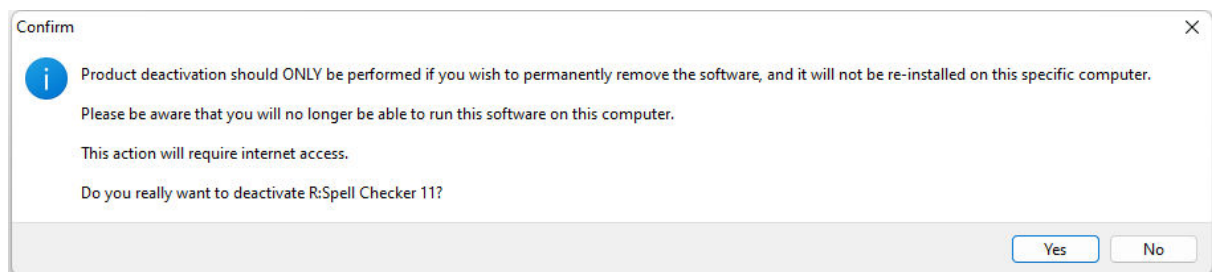 Confirm
Product deactivation should ONLY be performed if you wish to permanently remove the software, and it will not be re-installed on this specific computer.
Please be aware that you will no longer be able to run this software on this computer.
This action will require internet access.
Do you really want to deactivate R:Spell Checker 11?
Yes No